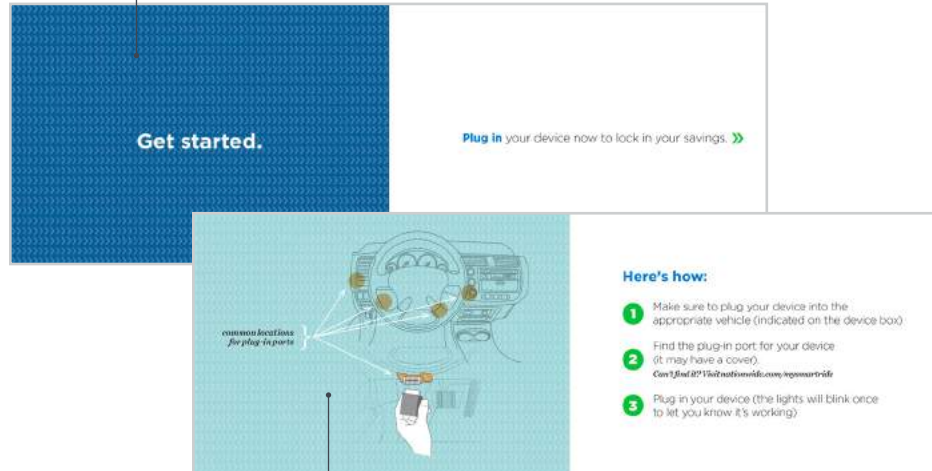 Get started.
Plug in your device now to lock in your savings.
common locations
for plug-in ports
Here's how:
1 Make sure to plug your device into the
appropriate vehicle (indicated on the device box)
2 Find the plug-in port for your device
(it may have a cover).
Can't find it? Visit nationwide.com/mysmartride
3 Plug in your device (the lights will blink once
to let you know it's working)